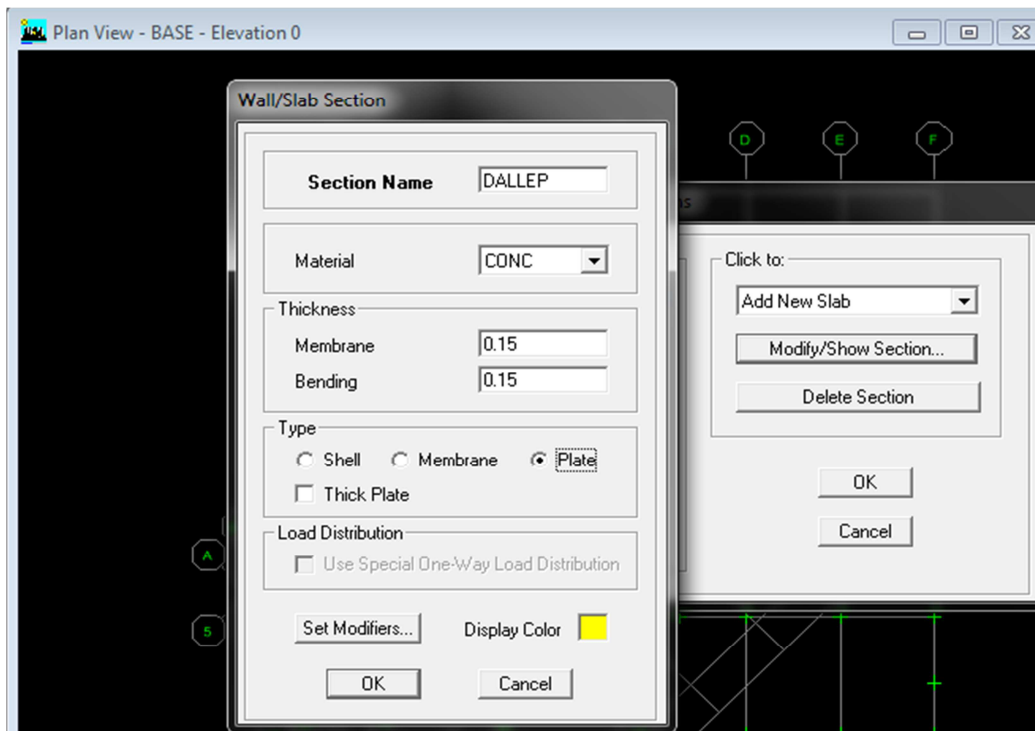 Plan View - BASE - Elevation 0
Wall/Slab Section
Section Name DALLEP
Material CONC
Thickness
Membrane 0.15
Bending 0.15
Type
Shell Membrane Plate
Thick Plate
Load Distribution
Use Special One-Way Load Distribution
Set Modifiers... Display Color
OK Cancel
D E F
Click to:
Add New Slab
Modify/Show Section...
Delete Section
OK
Cancel
A
5